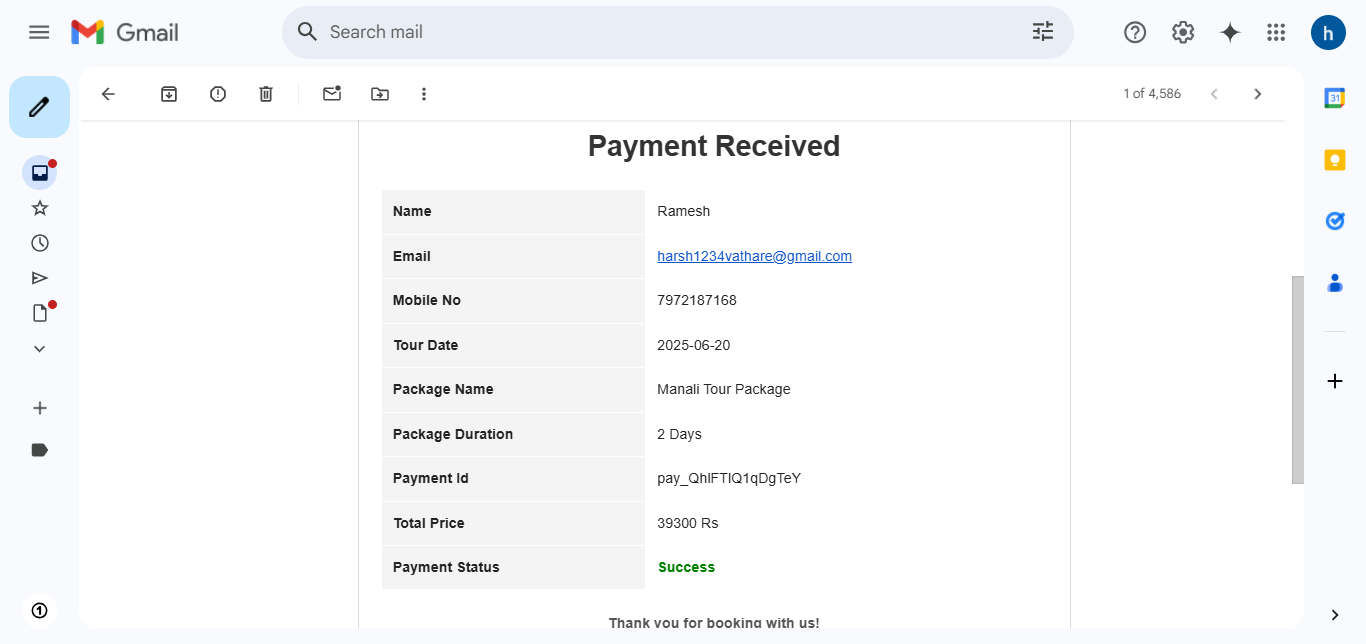 Gmail
Search mail
h
1 of 4,586
31
Payment Received
Name Ramesh
Email harsh1234vathare@gmail.com
Mobile No 7972187168
Tour Date 2025-06-20
Package Name Manali Tour Package
Package Duration 2 Days
Payment Id pay_QhlFTIQ1qDgTeY
Total Price 39300 Rs
Payment Status Success
Thank you for booking with us!
1